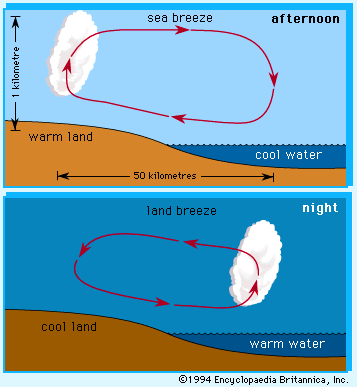 sea breeze
afternoon
1 kilometre
warm land
cool water
50 kilometres
night
land breeze
cool land
warm water
©1994 Encyclopaedia Britannica, Inc.